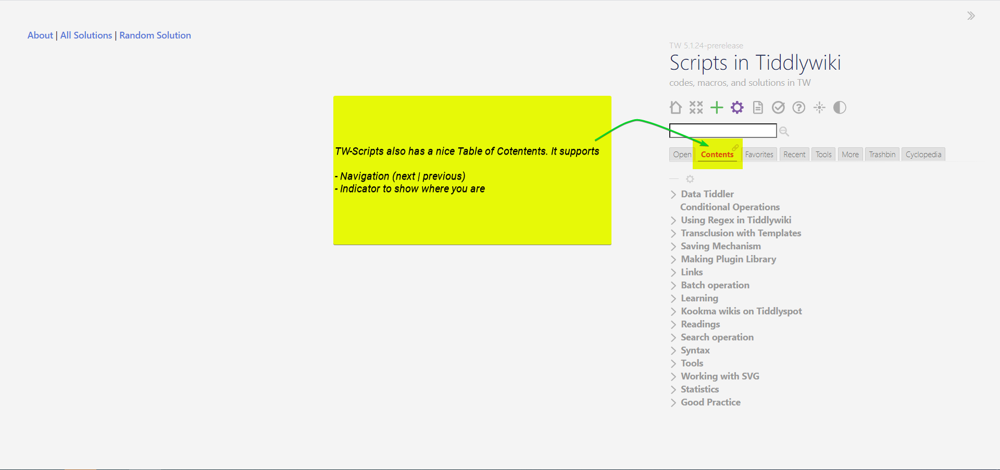 About | All Solutions | Random Solution
TW 5.1.24-prerelease
Scripts in Tiddlywiki
codes, macros, and solutions in TW
TW-Scripts also has a nice Table of Cotentents. It supports
- Navigation (next | previous)
- Indicator to show where you are
Open Contents Favorites Recent Tools More Trashbin Cyclopedia
Data Tiddler
Conditional Operations
Using Regex in Tiddlywiki
Transclusion with Templates
Saving Mechanism
Making Plugin Library
Links
Batch operation
Learning
Kookma wikis on Tiddlyspot
Readings
Search operation
Syntax
Tools
Working with SVG
Statistics
Good Practice